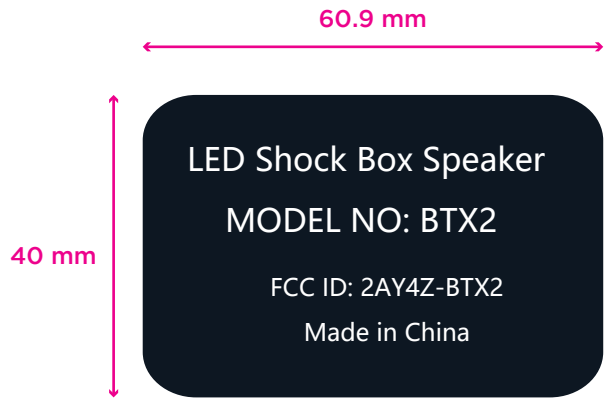 60.9 mm
LED Shock Box Speaker
MODEL NO: BTX2
40 mm
FCC ID: 2AY4Z-BTX2
Made in China